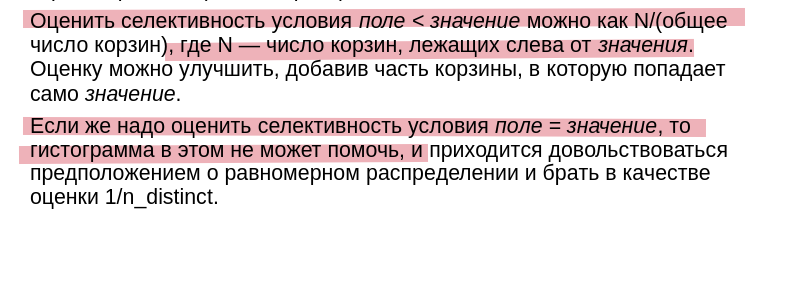 Оценить селективность условия поле < значение можно как N/(общее
число корзин), где N — число корзин, лежащих слева от значения.
Оценку можно улучшить, добавив часть корзины, в которую попадает
само значение.
Если же надо оценить селективность условия поле = значение, то
гистограмма в этом не может помочь, и приходится довольствоваться
предположением о равномерном распределении и брать в качестве
оценки 1/n_distinct.